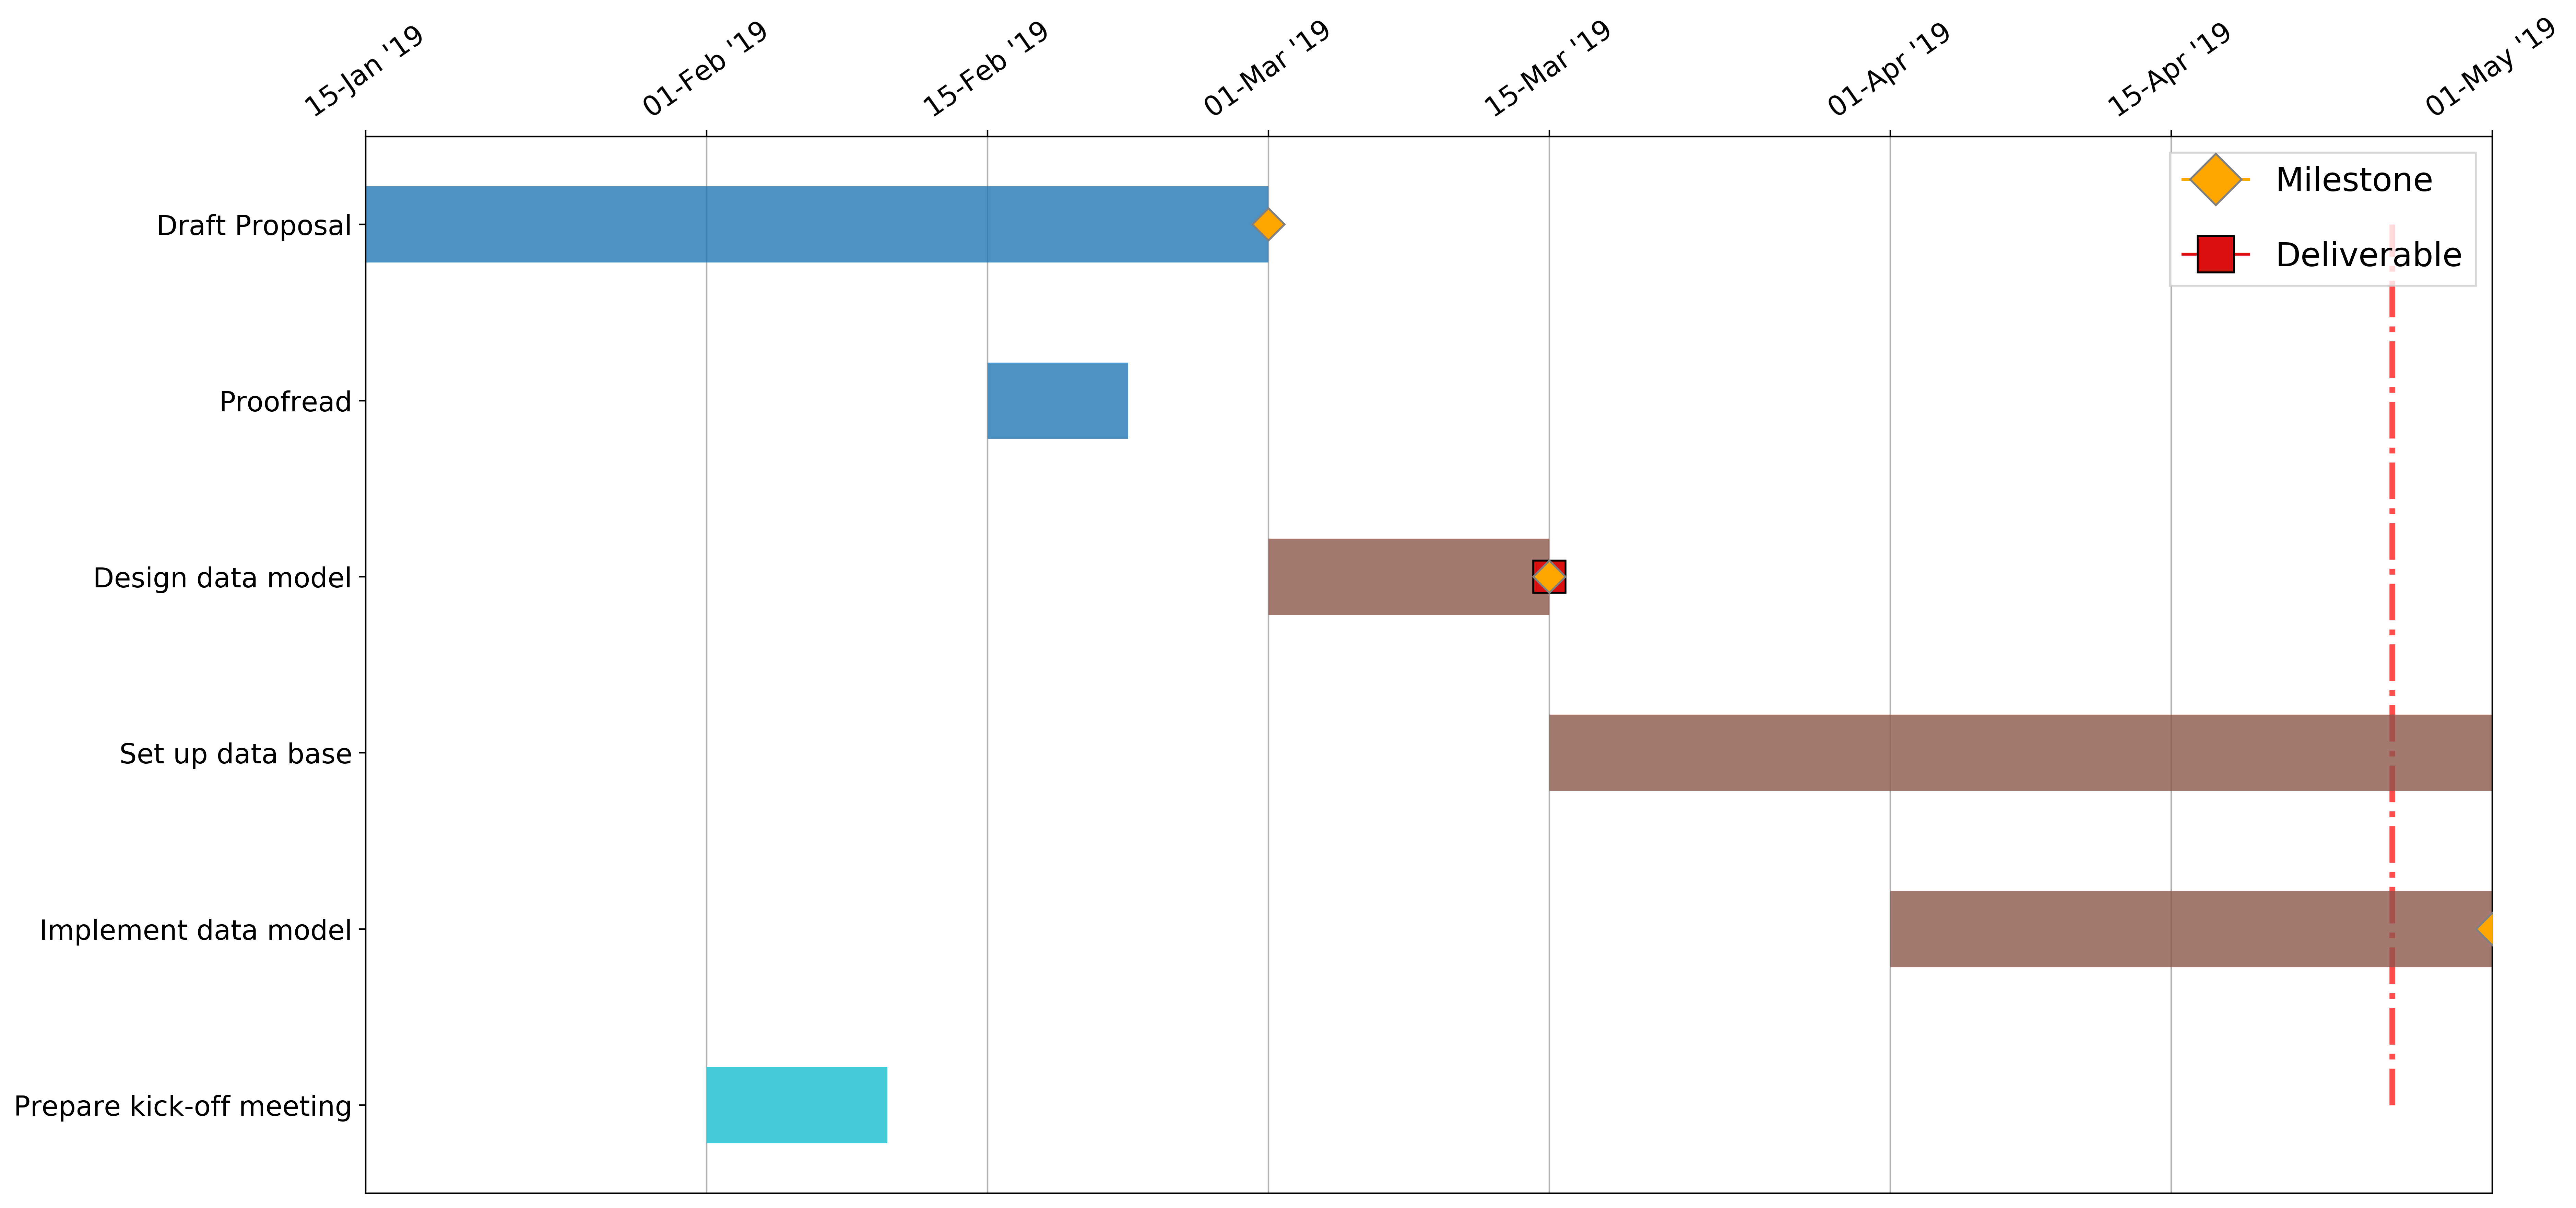 15-Jan '19
01-Feb '19
15-Feb '19
01-Mar '19
15-Mar '19
01-Apr '19
15-Apr '19
01-May '19
Milestone
Deliverable
Draft Proposal
Proofread
Design data model
Set up data base
Implement data model
Prepare kick-off meeting